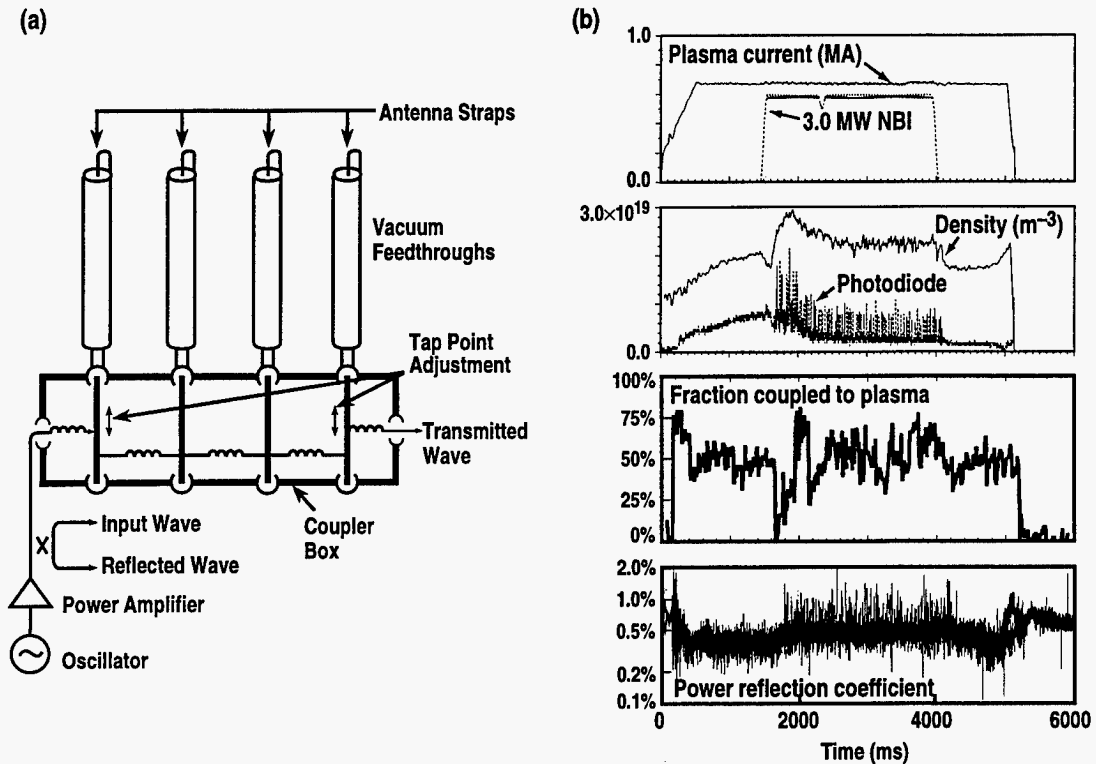 (a)
Antenna Straps
Vacuum
Feedthroughs
Tap Point
Adjustment
Transmitted
Wave
Coupler
Box
Input Wave
Reflected Wave
Power Amplifier
Oscillator
(b)
1.0
Plasma current (MA)
3.0 MW NBI
0.0
3.0×10¹⁹
Density (m⁻³)
Photodiode
0.0
100%
Fraction coupled to plasma
75%
50%
25%
0%
2.0%
1.0%
0.5%
0.2%
Power reflection coefficient
0.1%
0 2000 4000 6000
Time (ms)